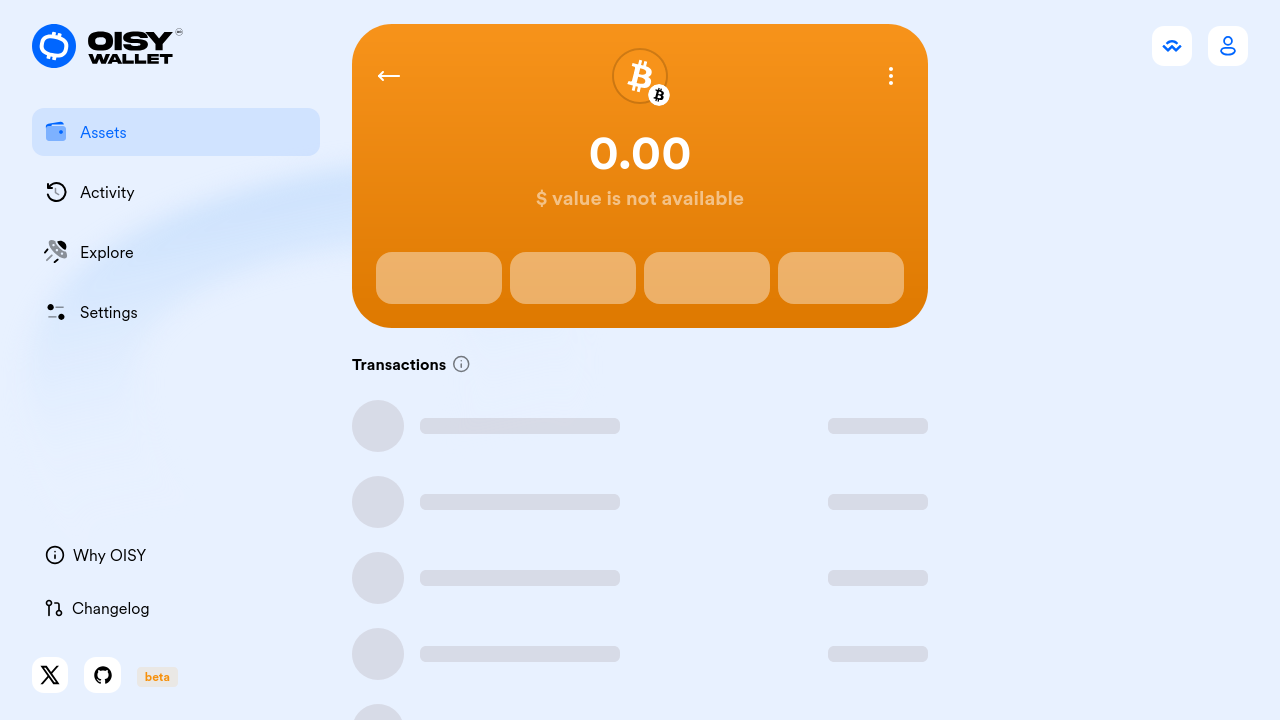 OISY
WALLET
Assets
Activity
Explore
Settings
Why OISY
Changelog
beta
0.00
$ value is not available
Transactions